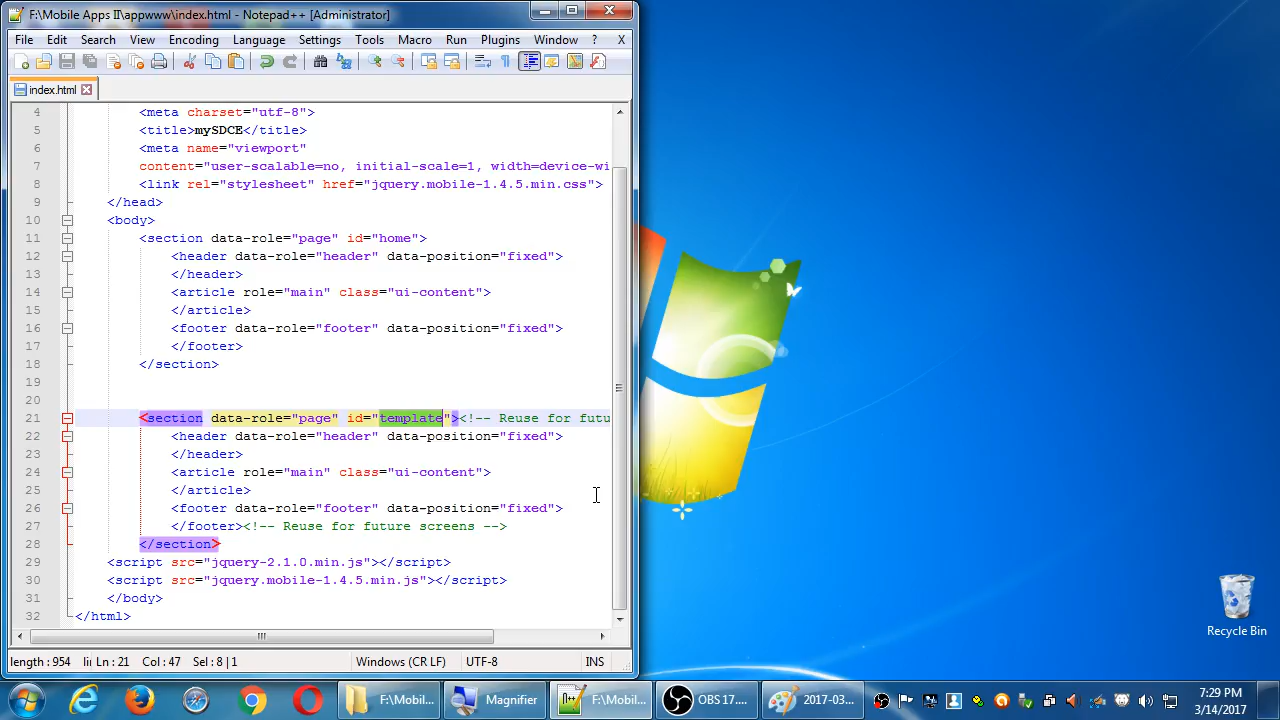 F:\Mobile Apps II\appwww\index.html - Notepad++ [Administrator]
File Edit Search View Encoding Language Settings Tools Macro Run Plugins Window ? X
index.html
4 <meta charset="utf-8">
5 <title>mySDCE</title>
6 <meta name="viewport"
7 content="user-scalable=no, initial-scale=1, width=device-wi
8 <link rel="stylesheet" href="jquery.mobile-1.4.5.min.css">
9 </head>
10 <body>
11 <section data-role="page" id="home">
12 <header data-role="header" data-position="fixed">
13 </header>
14 <article role="main" class="ui-content">
15 </article>
16 <footer data-role="footer" data-position="fixed">
17 </footer>
18 </section>
19
20
21 <section data-role="page" id="template"><!-- Reuse for futu
22 <header data-role="header" data-position="fixed">
23 </header>
24 <article role="main" class="ui-content">
25 </article>
26 <footer data-role="footer" data-position="fixed">
27 </footer><!-- Reuse for future screens -->
28 </section>
29 <script src="jquery-2.1.0.min.js"></script>
30 <script src="jquery.mobile-1.4.5.min.js"></script>
31 </body>
32 </html>
Recycle Bin
length : 954 li Ln : 21 Col : 47 Sel : 8 | 1 Windows (CR LF) UTF-8 INS
F:\Mobil... Magnifier F:\Mobil... OBS 17.... 2017-03... 7:29 PM
3/14/2017